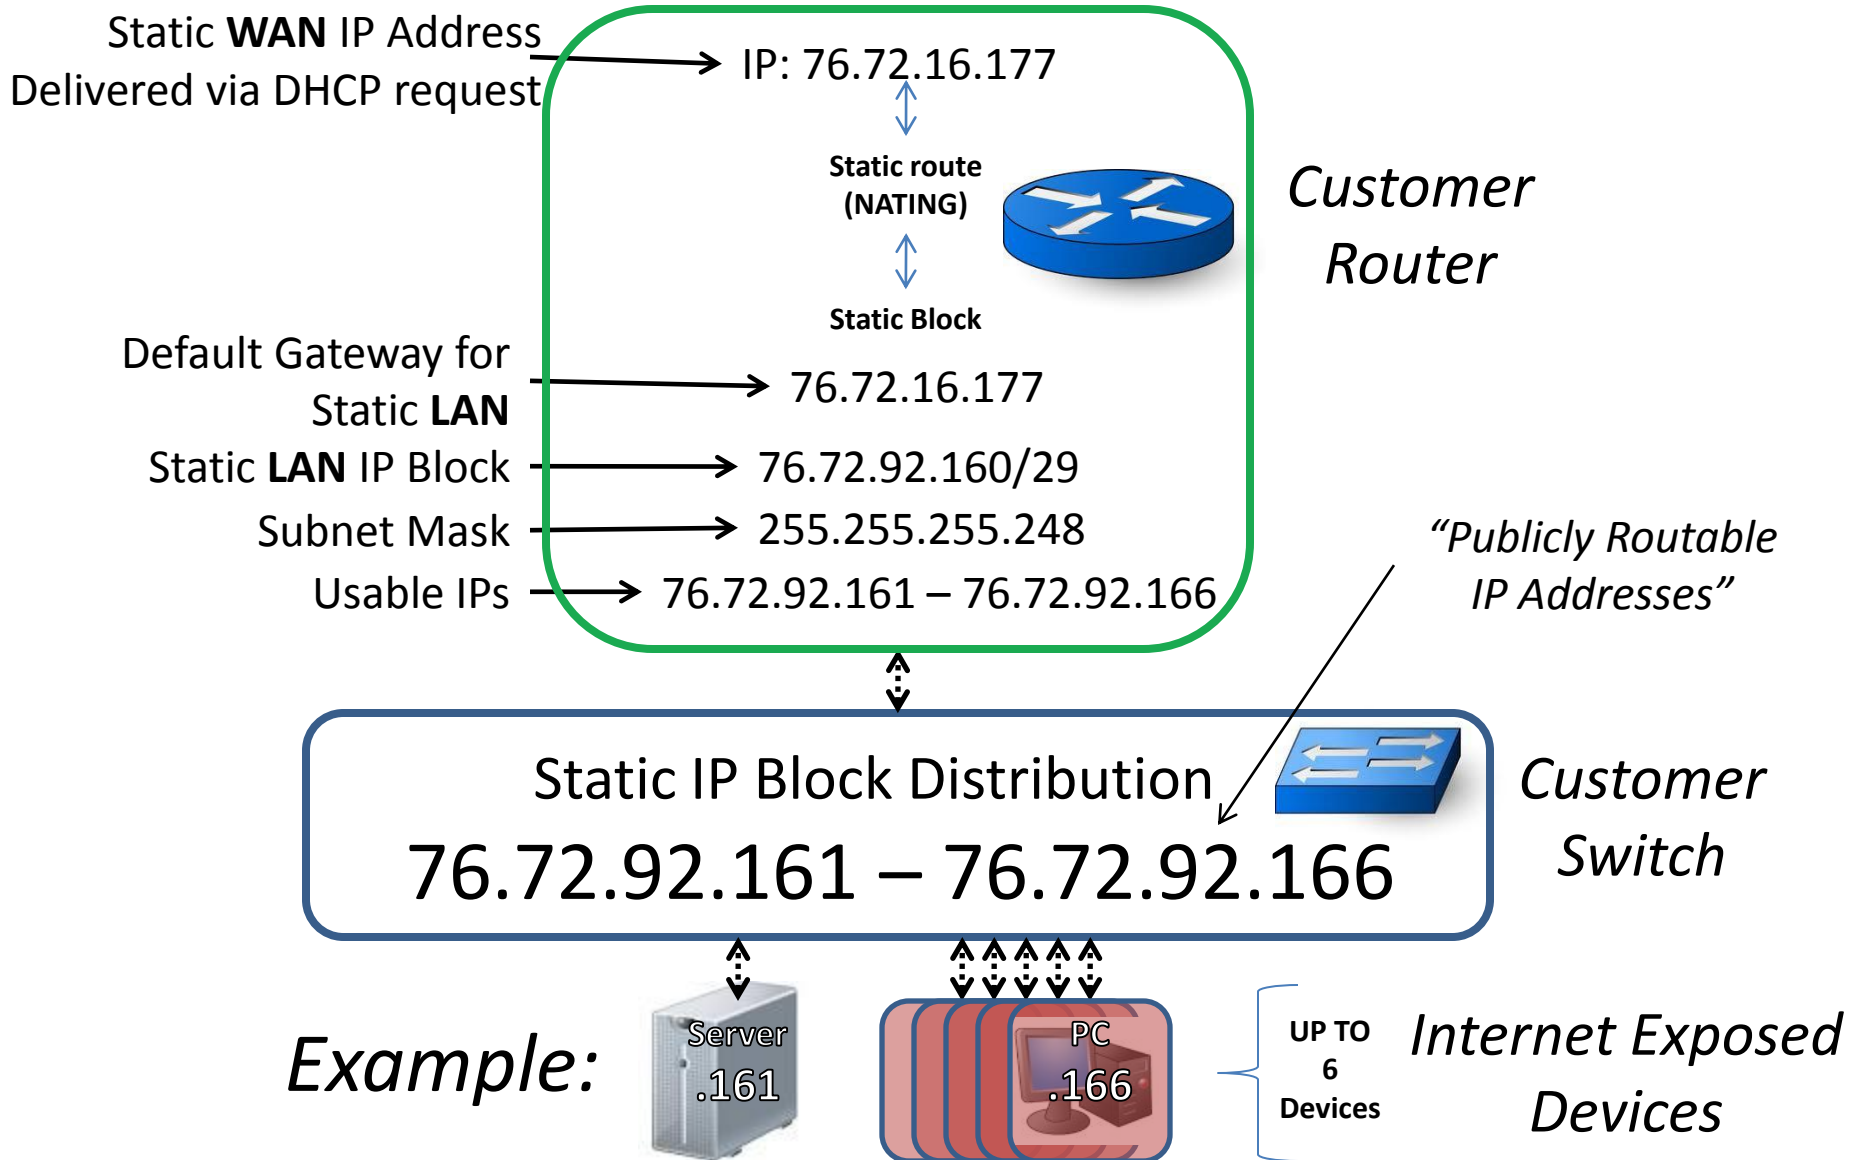 Static WAN IP Address
Delivered via DHCP request
IP: 76.72.16.177
Static route
(NATING)
Customer
Router
Static Block
Default Gateway for
Static LAN
76.72.16.177
Static LAN IP Block
76.72.92.160/29
Subnet Mask
255.255.255.248
Usable IPs
76.72.92.161 – 76.72.92.166
“Publicly Routable
IP Addresses”
Static IP Block Distribution
76.72.92.161 – 76.72.92.166
Customer
Switch
Example:
Server
.161
PC
.166
UP TO
6
Devices
Internet Exposed
Devices